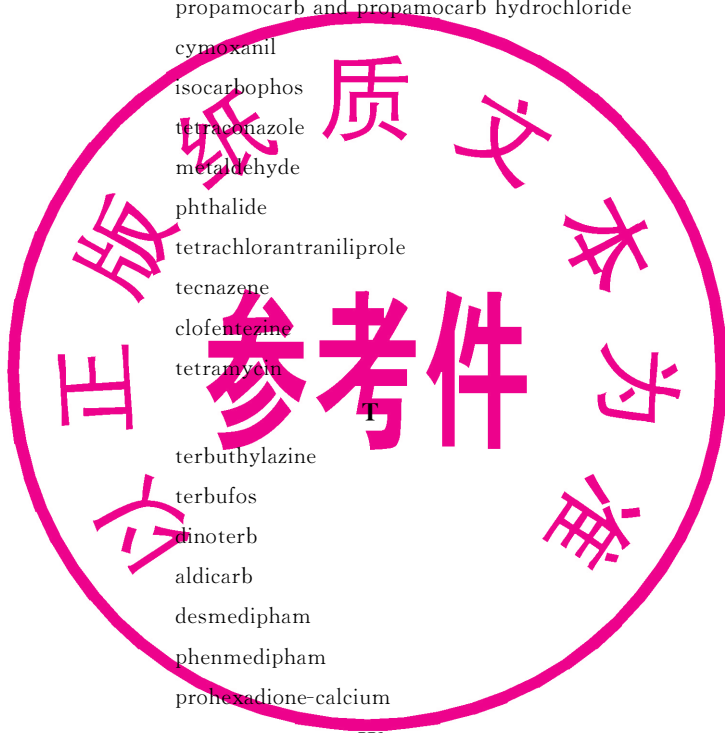 propamocarb and propamocarb hydrochloride
cymoxanil
isocarbophos
tetraconazole
metaldehyde
phthalide
tetrachlorantraniliprole
tecnazene
clofentezine
tetramycin
T
terbuthylazine
terbufos
dinoterb
aldicarb
desmedipham
phenmedipham
prohexadione-calcium
以正版纸质文本为准
参考件